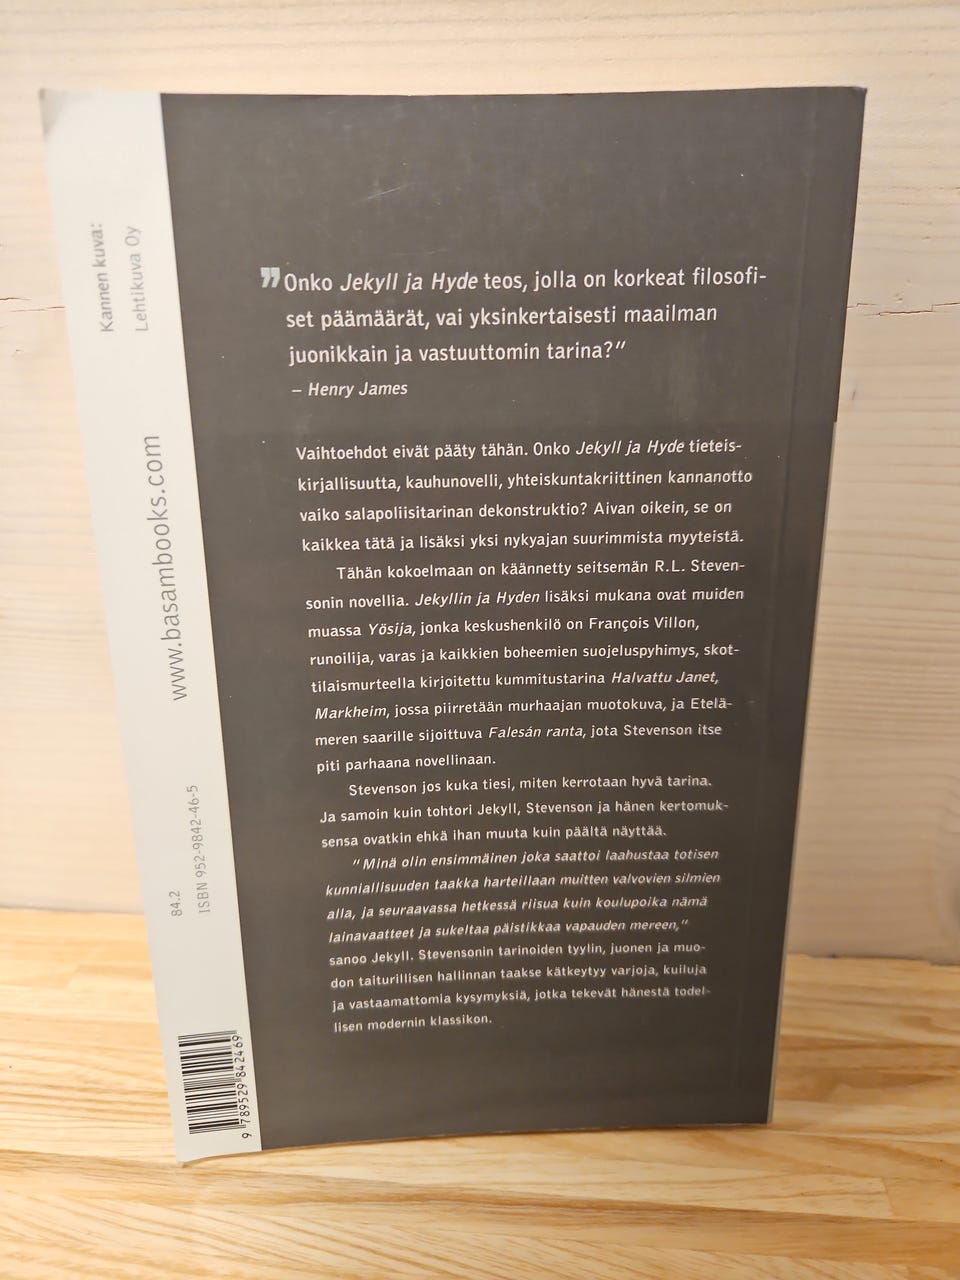 Kannen kuva:
Lehtikuva Oy
www.basambooks.com
84.2
ISBN 952-9842-46-5
9 789529 842469
”Onko Jekyll ja Hyde teos, jolla on korkeat filosofi-
set päämäärät, vai yksinkertaisesti maailman
juonikkain ja vastuuttomin tarina?”
– Henry James
Vaihtoehdot eivät pääty tähän. Onko Jekyll ja Hyde tieteis-
kirjallisuutta, kauhunovelli, yhteiskuntakriittinen kannanotto
vaiko salapoliisitarinan dekonstruktio? Aivan oikein, se on
kaikkea tätä ja lisäksi yksi nykyajan suurimmista myyteistä.
Tähän kokoelmaan on käännetty seitsemän R.L. Steven-
sonin novellia. Jekyllin ja Hyden lisäksi mukana ovat muiden
muassa Yösija, jonka keskushenkilö on François Villon,
runoilija, varas ja kaikkien boheemien suojeluspyhimys, skot-
tilaismurteella kirjoitettu kummitustarina Halvattu Janet,
Markheim, jossa piirretään murhaajan muotokuva, ja Etelä-
meren saarille sijoittuva Falesán ranta, jota Stevenson itse
piti parhaana novellinaan.
Stevenson jos kuka tiesi, miten kerrotaan hyvä tarina.
Ja samoin kuin tohtori Jekyll, Stevenson ja hänen kertomuk-
sensa ovatkin ehkä ihan muuta kuin päältä näyttää.
”Minä olin ensimmäinen joka saattoi laahustaa totisen
kunniallisuuden taakka harteillaan muitten valvovien silmien
alla, ja seuraavassa hetkessä riisua kuin koulupoika nämä
lainavaatteet ja sukeltaa päistikkaa vapauden mereen,”
sanoo Jekyll. Stevensonin tarinoiden tyylin, juonen ja muo-
don taiturillisen hallinnan taakse kätkeytyy varjoja, kuiluja
ja vastaamattomia kysymyksiä, jotka tekevät hänestä todel-
lisen modernin klassikon.